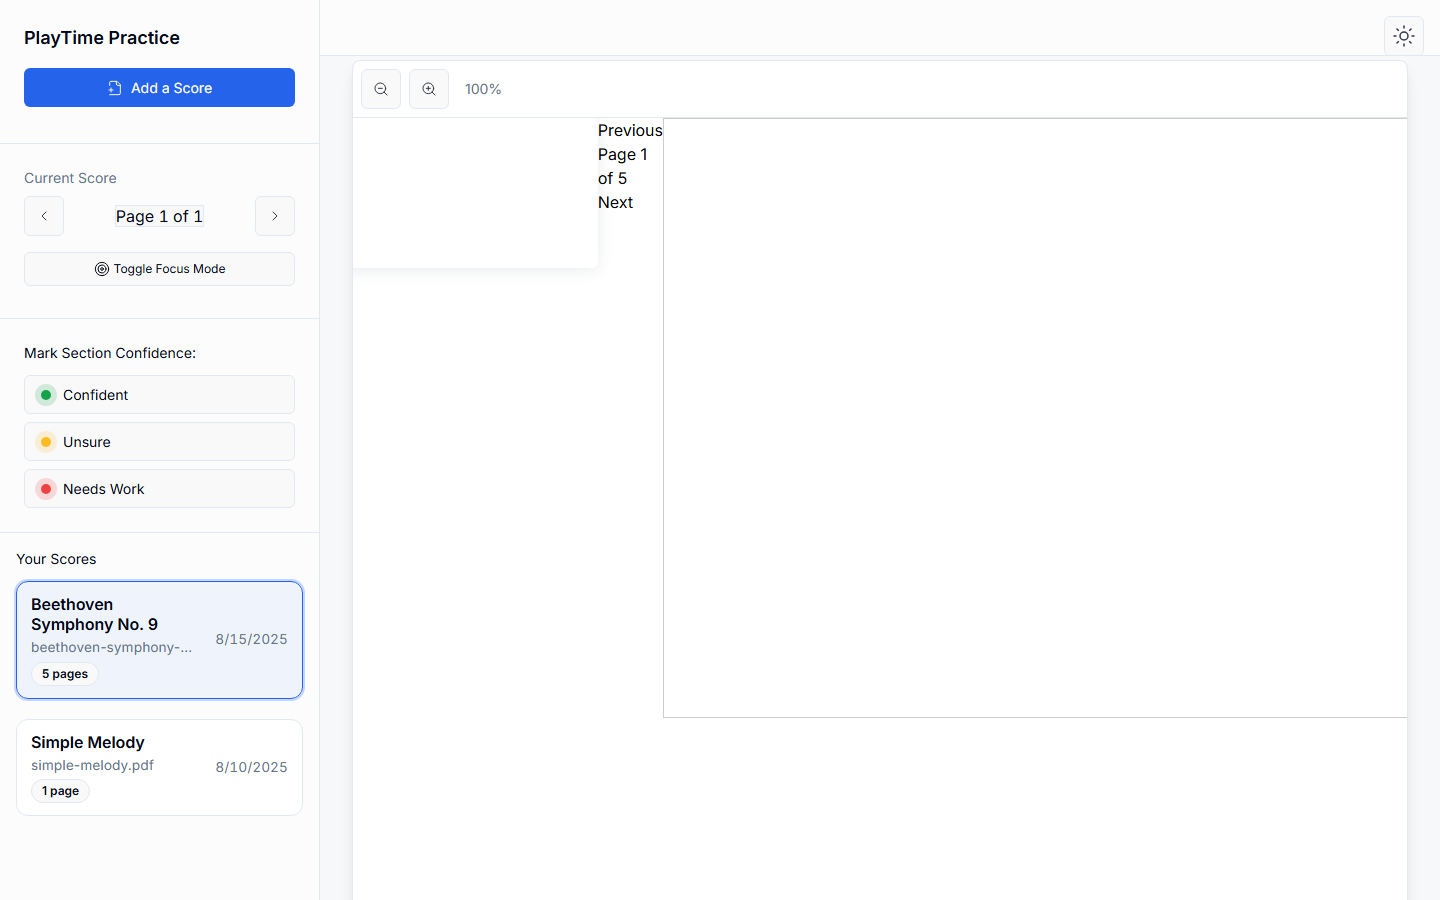 PlayTime Practice
Add a Score
Current Score
Page 1 of 1
Toggle Focus Mode
Mark Section Confidence:
Confident
Unsure
Needs Work
Your Scores
Beethoven
Symphony No. 9
beethoven-symphony-...
8/15/2025
5 pages
Simple Melody
simple-melody.pdf
8/10/2025
1 page
100%
Previous
Page 1
of 5
Next